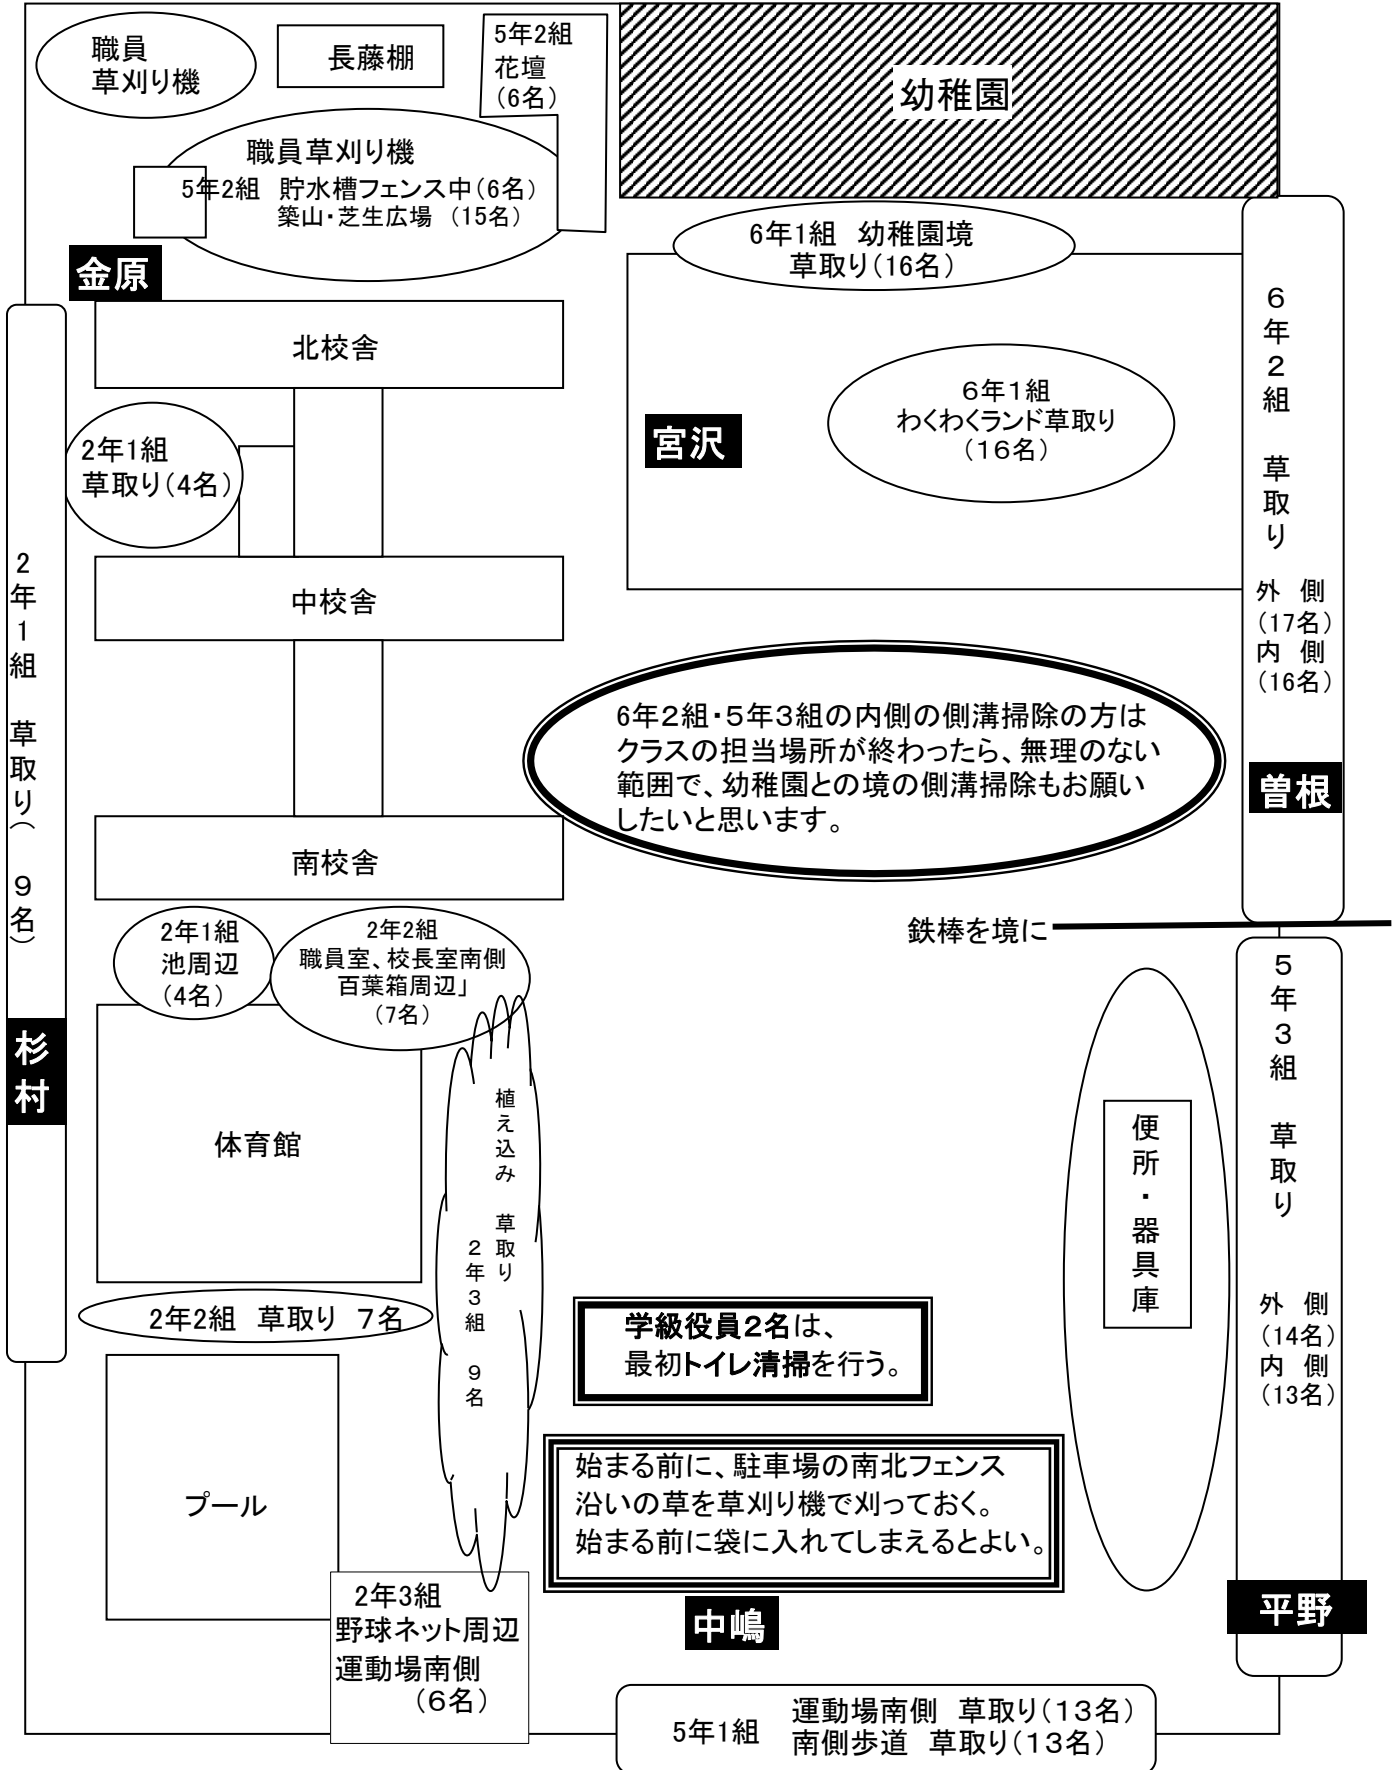 職員
草刈り機
長藤棚
5年2組
花壇
(6名)
幼稚園
職員草刈り機
5年2組　貯水槽フェンス中(6名)
築山・芝生広場　(15名)
金原
6年1組　幼稚園境
草取り(16名)
北校舎
6年1組
わくわくランド草取り
(16名)
宮沢
6年2組　草取り
外　側
(17名)
内　側
(16名)
曽根
2年1組
草取り(4名)
中校舎
2年1組　草取り(　9名)
杉村
6年2組・5年3組の内側の側溝掃除の方は
クラスの担当場所が終わったら、無理のない
範囲で、幼稚園との境の側溝掃除もお願い
したいと思います。
南校舎
鉄棒を境に
2年1組
池周辺
(4名)
2年2組
職員室、校長室南側
百葉箱周辺」
(7名)
体育館
植え込み　草取り
2年3組　9名
5年3組　草取り
外　側
(14名)
内　側
(13名)
便所・器具庫
2年2組　草取り　7名
学級役員2名は、
最初トイレ清掃を行う。
プール
始まる前に、駐車場の南北フェンス
沿いの草を草刈り機で刈っておく。
始まる前に袋に入れてしまえるとよい。
2年3組
野球ネット周辺
運動場南側
(6名)
中嶋
平野
5年1組
運動場南側　草取り(13名)
南側歩道　草取り(13名)